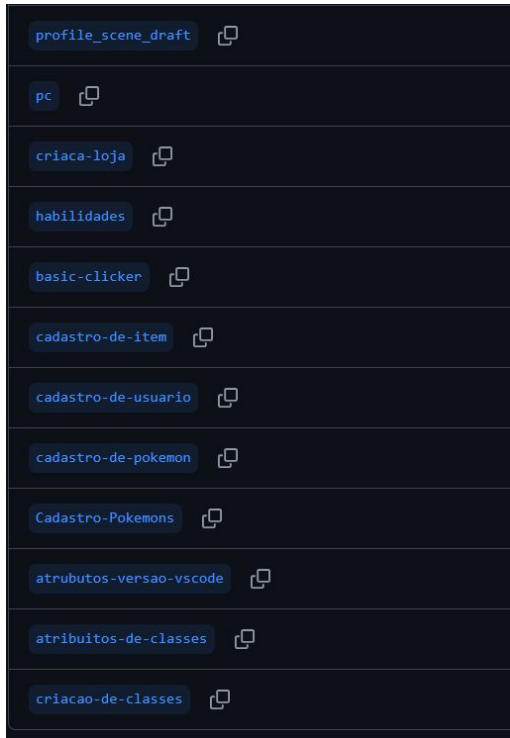 profile_scene_draft
pc
criaca-loja
habilidades
basic-clicker
cadastro-de-item
cadastro-de-usuario
cadastro-de-pokemon
Cadastro-Pokemons
atrubutos-versao-vscode
atribuitos-de-classes
criacao-de-classes